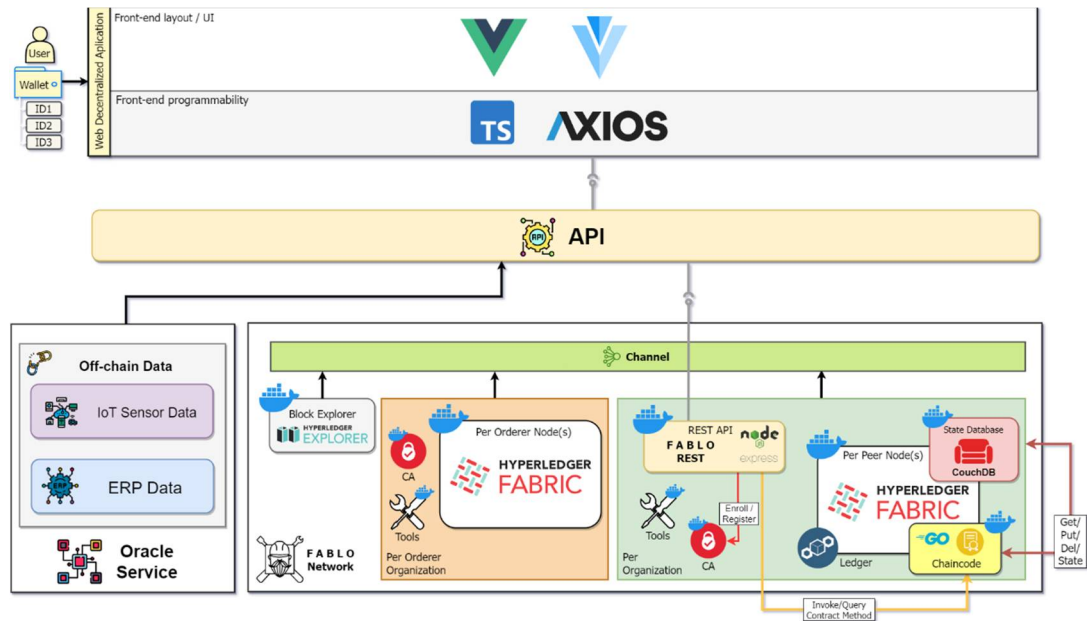 Front-end layout / UI
User
Wallet
ID1
ID2
ID3
Web Decentralized Aplication
Front-end programmability
TS
AXIOS
API
API
Off-chain Data
IoT Sensor Data
ERP
ERP Data
Oracle
Service
Channel
Block Explorer
HYPERLEDGER
EXPLORER
FABLO
Network
CA
Tools
Per Orderer
Organization
Per Orderer Node(s)
HYPERLEDGER
FABRIC
REST API
FABLO
REST
node
JS
express
Enroll /
Register
Tools
CA
Per
Organization
Per Peer Node(s)
HYPERLEDGER
FABRIC
State Database
CouchDB
Ledger
GO
Chaincode
Get/
Put/
Del/
State
Invoke/Query
Contract Method